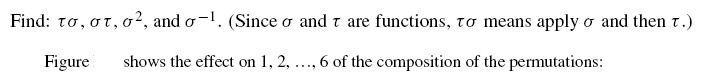 Find: τσ, στ, σ², and σ⁻¹. (Since σ and τ are functions, τσ means apply σ and then τ.)
Figure shows the effect on 1, 2, …, 6 of the composition of the permutations: